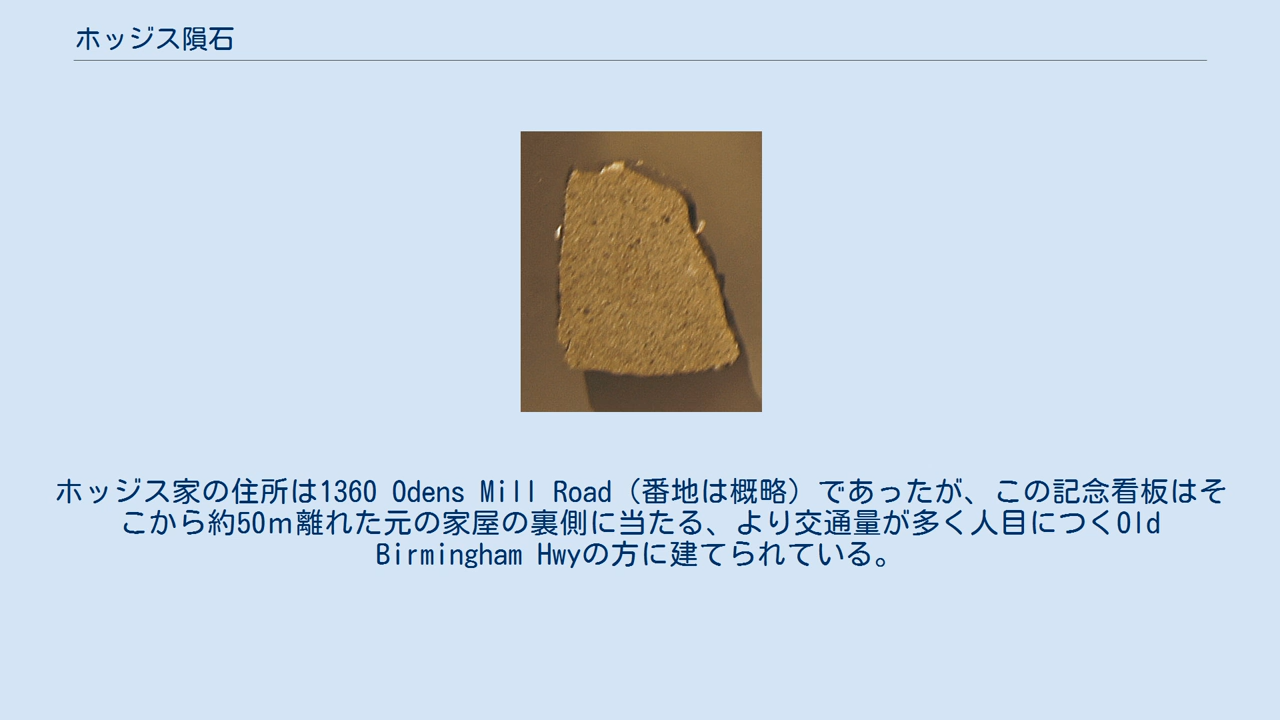 ホッジス隕石
ホッジス家の住所は1360 Odens Mill Road（番地は概略）であったが、この記念看板はそ
こから約50ｍ離れた元の家屋の裏側に当たる、より交通量が多く人目につくOld
Birmingham Hwyの方に建てられている。